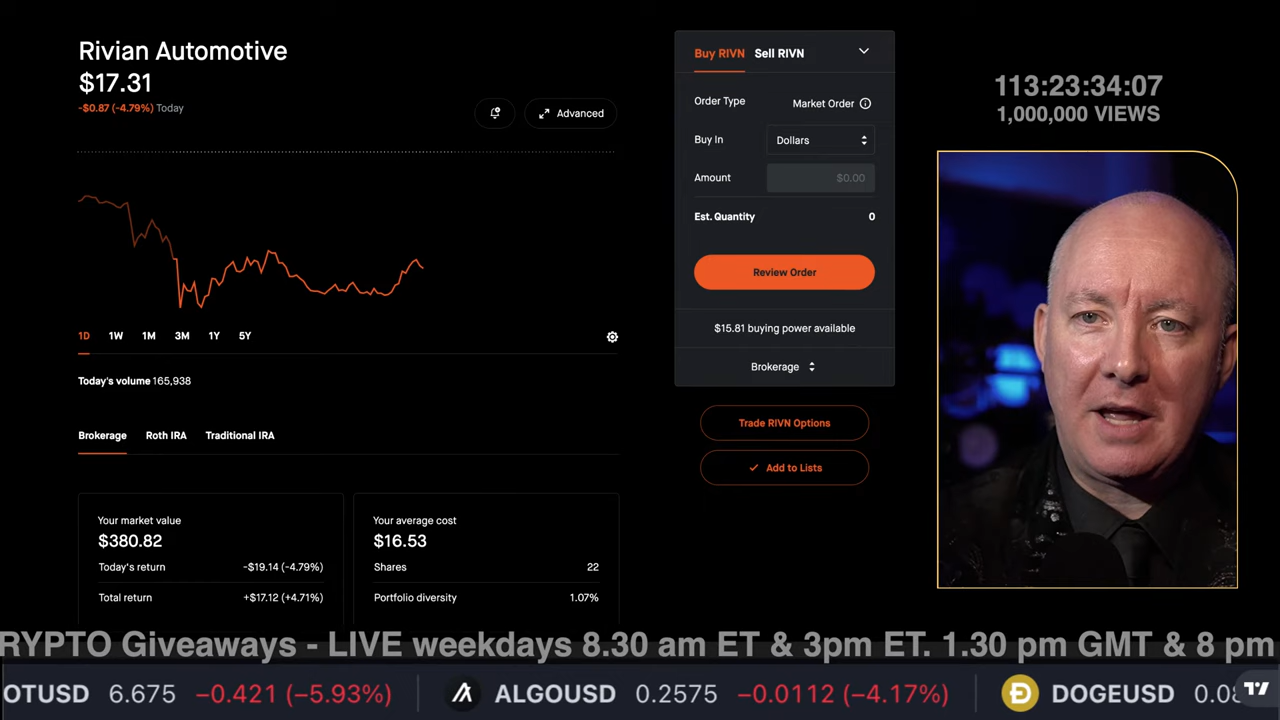 Rivian Automotive
$17.31
-$0.87 (-4.79%) Today
Advanced
1D 1W 1M 3M 1Y 5Y
Today's volume 165,938
Brokerage Roth IRA Traditional IRA
Your market value
$380.82
Today's return -$19.14 (-4.79%)
Total return +$17.12 (+4.71%)
Your average cost
$16.53
Shares 22
Portfolio diversity 1.07%
Buy RIVN Sell RIVN
Order Type Market Order
Buy In Dollars
Amount $0.00
Est. Quantity 0
Review Order
$15.81 buying power available
Brokerage
Trade RIVN Options
Add to Lists
113:23:34:07
1,000,000 VIEWS
RYPTO Giveaways - LIVE weekdays 8.30 am ET & 3pm ET. 1.30 pm GMT & 8 pm
OTUSD 6.675 −0.421 (−5.93%) ALGOUSD 0.2575 −0.0112 (−4.17%) DOGEUSD 0.0